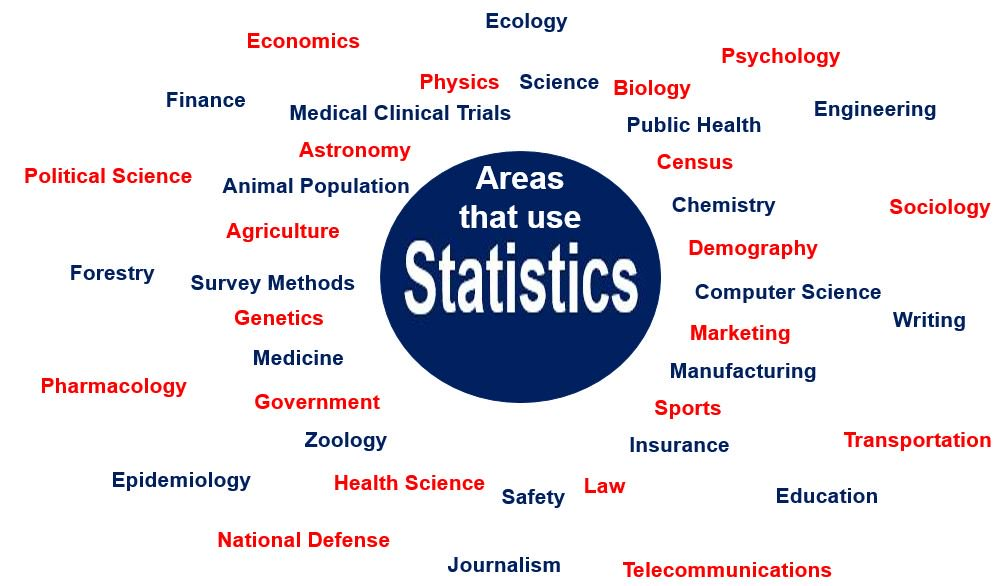 Ecology
Economics
Psychology
Physics
Science
Biology
Finance
Medical Clinical Trials
Engineering
Public Health
Astronomy
Census
Political Science
Animal Population
Areas
that use
Statistics
Chemistry
Sociology
Agriculture
Demography
Forestry
Survey Methods
Computer Science
Genetics
Writing
Marketing
Medicine
Manufacturing
Pharmacology
Government
Sports
Zoology
Insurance
Transportation
Epidemiology
Health Science
Safety
Law
Education
National Defense
Journalism
Telecommunications